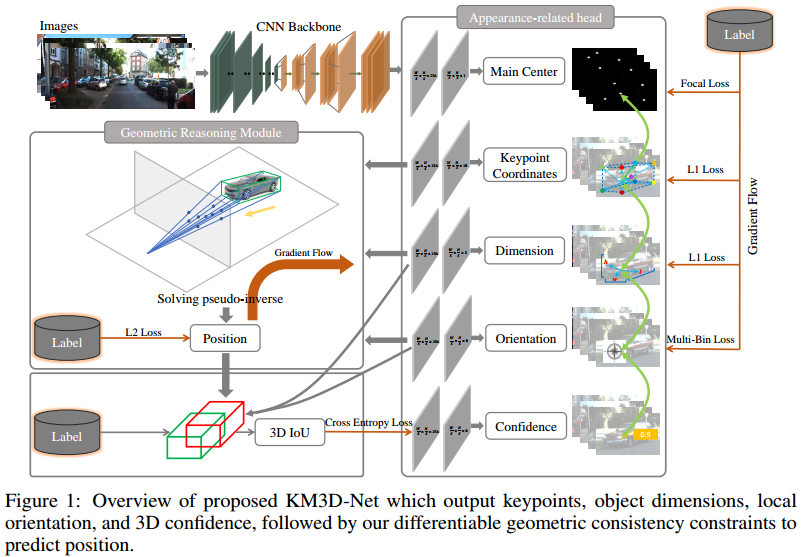 Images
CNN Backbone
Appearance-related head
Label
Main Center
Focal Loss
Geometric Reasoning Module
Keypoint
Coordinates
L1 Loss
Gradient Flow
Dimension
L1 Loss
Gradient Flow
Solving pseudo-inverse
Label
L2 Loss
Position
Orientation
Multi-Bin Loss
Label
3D IoU
Cross Entropy Loss
Confidence
0.9
Figure 1: Overview of proposed KM3D-Net which output keypoints, object dimensions, local
orientation, and 3D confidence, followed by our differentiable geometric consistency constraints to
predict position.